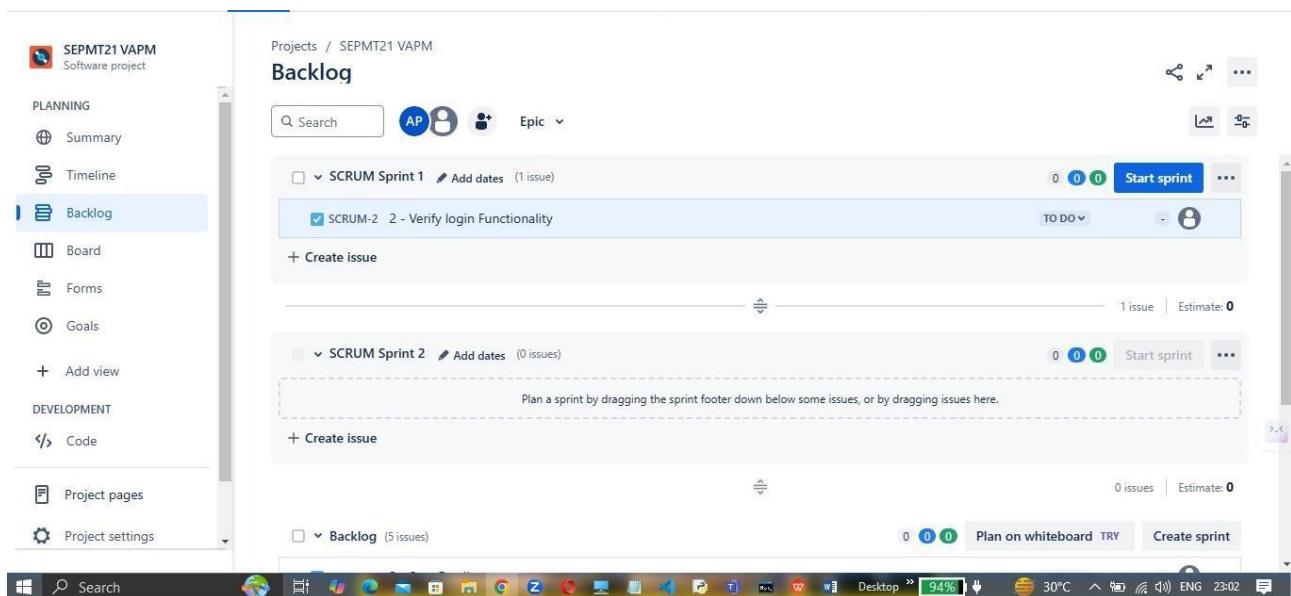 SEPMT21 VAPM
Software project
PLANNING
Summary
Timeline
Backlog
Board
Forms
Goals
Add view
DEVELOPMENT
Code
Project pages
Project settings
Projects / SEPMT21 VAPM
Backlog
Search AP Epic
SCRUM Sprint 1 Add dates (1 issue) 0 0 0 Start sprint
SCRUM-2 2 - Verify login Functionality TO DO -
+ Create issue
1 issue Estimate: 0
SCRUM Sprint 2 Add dates (0 issues) 0 0 0 Start sprint
Plan a sprint by dragging the sprint footer down below some issues, or by dragging issues here.
+ Create issue
0 issues Estimate: 0
Backlog (5 issues) 0 0 0 Plan on whiteboard TRY Create sprint
Search Desktop 94% 30°C ENG 23:02